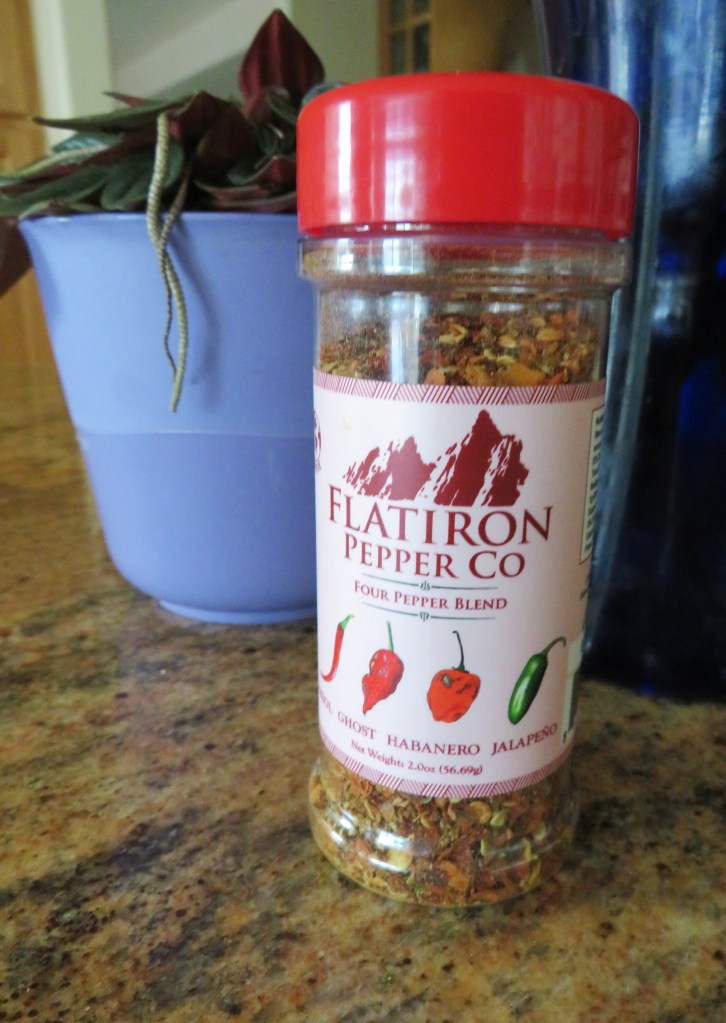 FLATIRON
PEPPER CO
FOUR PEPPER BLEND
GHOST HABANERO JALAPEÑO
Net Weight: 2.0oz (56.69g)